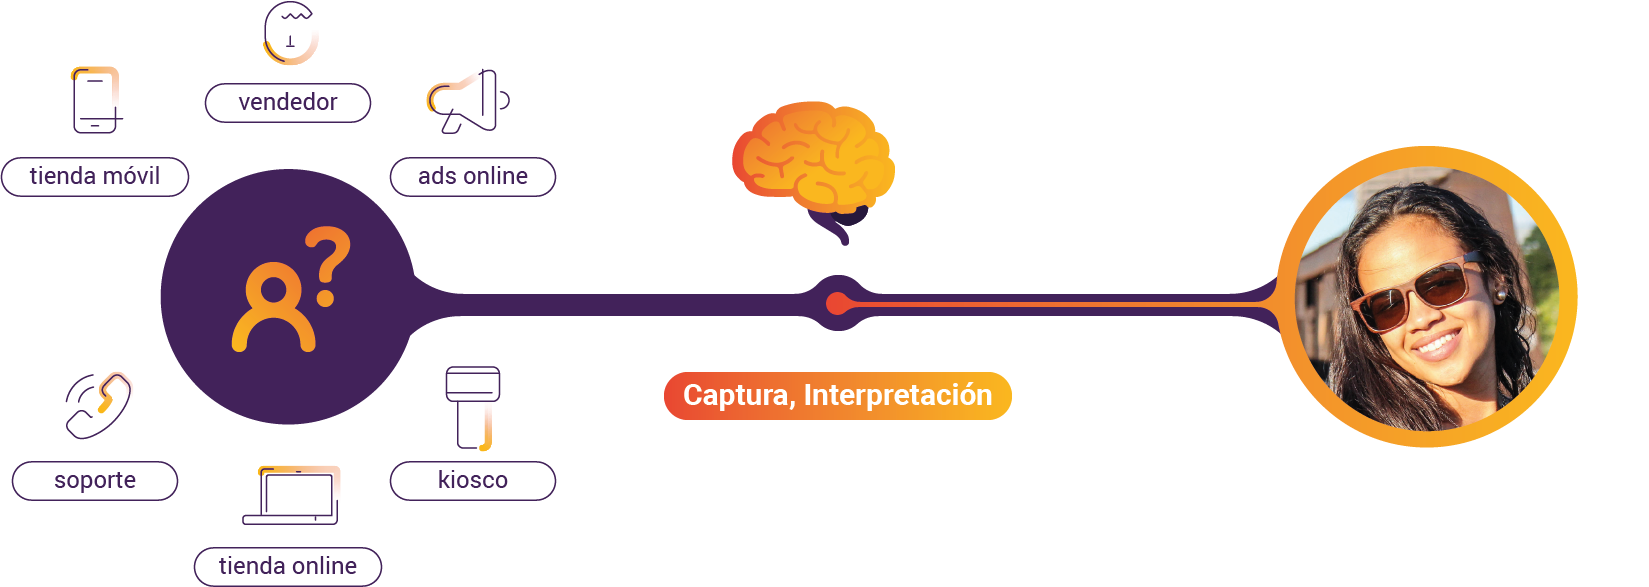 vendedor
tienda móvil
ads online
Captura, Interpretación
soporte
kiosco
tienda online